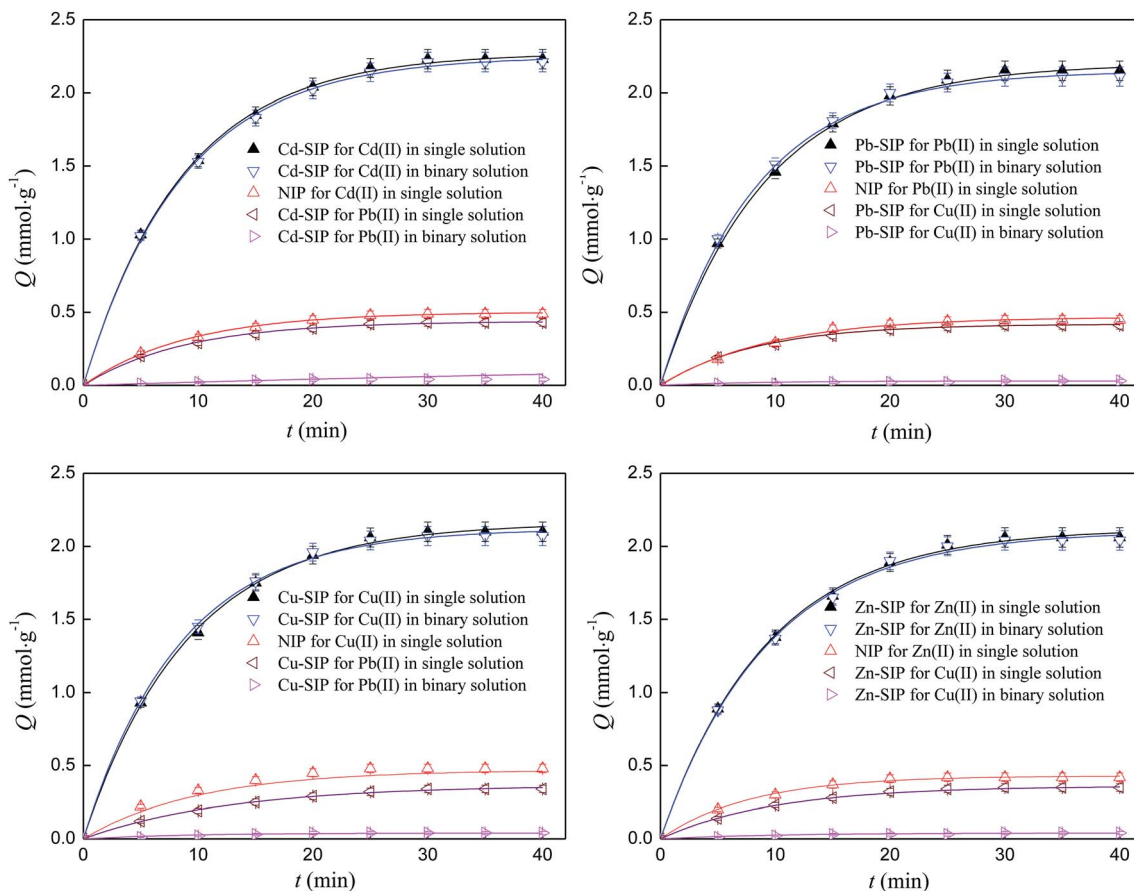 2.5
2.0
1.5
1.0
0.5
0.0
Q (mmol·g⁻¹)
Cd-SIP for Cd(II) in single solution
Cd-SIP for Cd(II) in binary solution
NIP for Cd(II) in single solution
Cd-SIP for Pb(II) in single solution
Cd-SIP for Pb(II) in binary solution
0 10 20 30 40
t (min)
2.5
2.0
1.5
1.0
0.5
0.0
Q (mmol·g⁻¹)
Pb-SIP for Pb(II) in single solution
Pb-SIP for Pb(II) in binary solution
NIP for Pb(II) in single solution
Pb-SIP for Cu(II) in single solution
Pb-SIP for Cu(II) in binary solution
0 10 20 30 40
t (min)
2.5
2.0
1.5
1.0
0.5
0.0
Q (mmol·g⁻¹)
Cu-SIP for Cu(II) in single solution
Cu-SIP for Cu(II) in binary solution
NIP for Cu(II) in single solution
Cu-SIP for Pb(II) in single solution
Cu-SIP for Pb(II) in binary solution
0 10 20 30 40
t (min)
2.5
2.0
1.5
1.0
0.5
0.0
Q (mmol·g⁻¹)
Zn-SIP for Zn(II) in single solution
Zn-SIP for Zn(II) in binary solution
NIP for Zn(II) in single solution
Zn-SIP for Cu(II) in single solution
Zn-SIP for Cu(II) in binary solution
0 10 20 30 40
t (min)